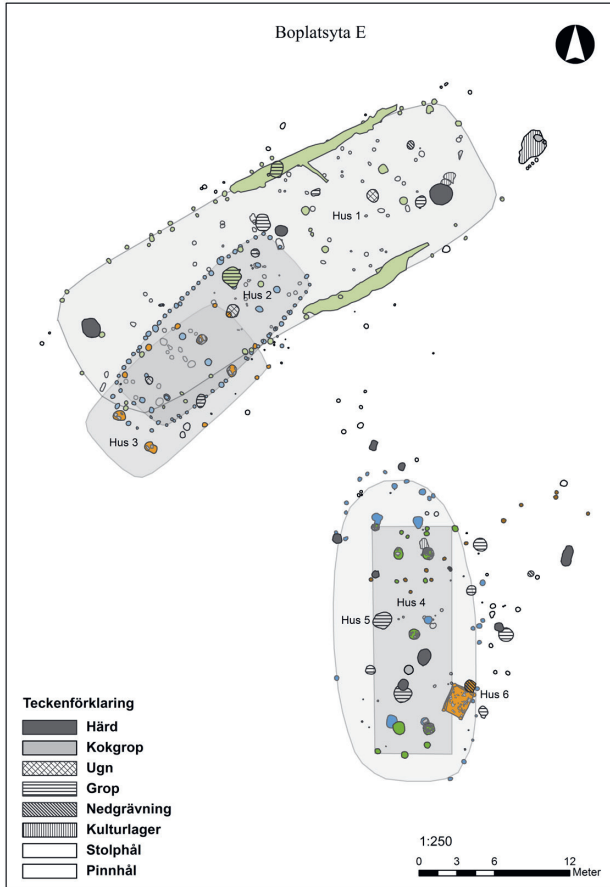 Boplatsyta E
Hus 1
Hus 2
Hus 3
Hus 4
Hus 5
Hus 6
Teckenförklaring
Härd
Kokgrop
Ugn
Grop
Nedgrävning
Kulturlager
Stolphål
Pinnhål
1:250
0 3 6 12
Meter